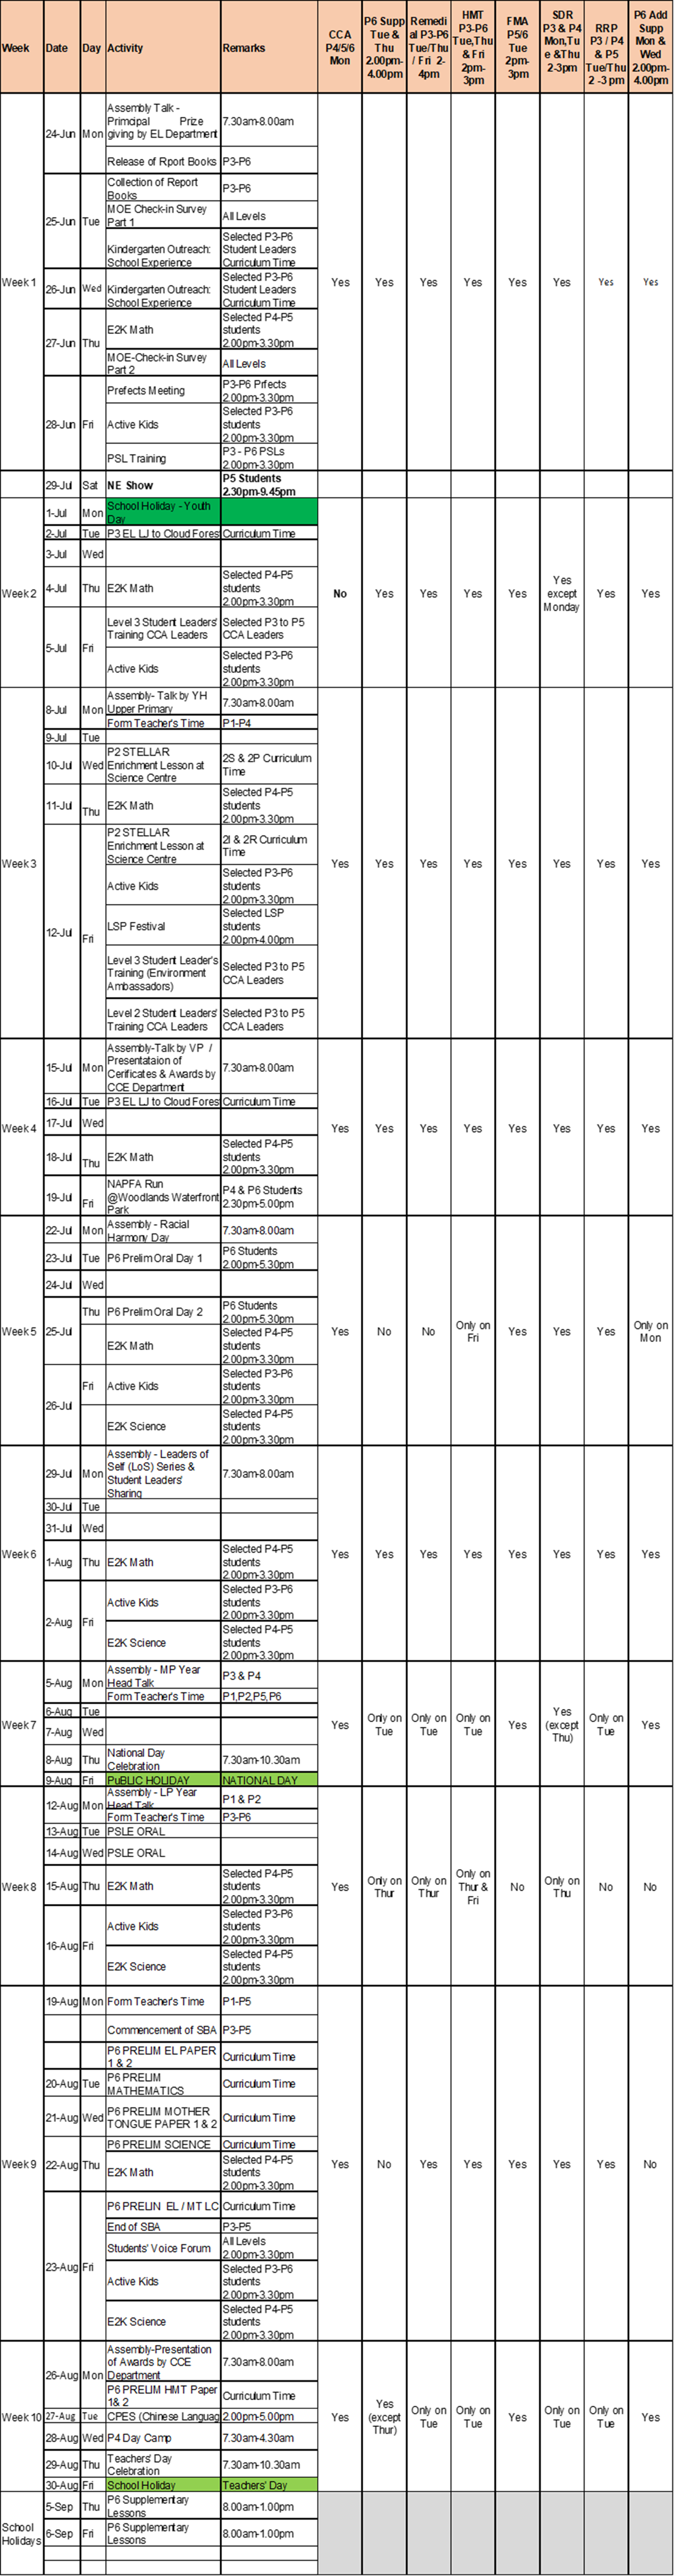 Week
Date
Day
Activity
Remarks
CCA
P4/5/6
Mon
P6 Supp
Tue &
Thu
2.00pm-
4.00pm
Remedi
al P3-P6
Tue/Thu
/ Fri 2-
4pm
HMT
P3-P6
Tue,Thu
& Fri
2pm-
3pm
FMA
P5/6
Tue
2pm-
3pm
SDR
P3 & P4
Mon,Tu
e &Thu
2-3pm
RRP
P3 / P4
& P5
Tue/Thu
2 -3 pm
P6 Add
Supp
Mon &
Wed
2.00pm-
4.00pm
Week 1
24-Jun
Mon
Assembly Talk -
Principal Prize
giving by EL Department
7.30am-8.00am
Release of Rport Books
P3-P6
25-Jun
Tue
Collection of Report
Books
P3-P6
MOE Check-in Survey
Part 1
All Levels
Kindergarten Outreach:
School Experience
Selected P3-P6
Student Leaders
Curriculum Time
26-Jun
Wed
Kindergarten Outreach:
School Experience
Selected P3-P6
Student Leaders
Curriculum Time
27-Jun
Thu
E2K Math
Selected P4-P5
students
2.00pm-3.30pm
MOE-Check-in Survey
Part 2
All Levels
28-Jun
Fri
Prefects Meeting
P3-P6 Prfects
2.00pm-3.30pm
Active Kids
Selected P3-P6
students
2.00pm-3.30pm
PSL Training
P3 - P6 PSLs
2.00pm-3.30pm
Yes
Yes
Yes
Yes
Yes
Yes
Yes
Yes
29-Jul
Sat
NE Show
P5 Students
2.30pm-9.45pm
Week 2
1-Jul
Mon
School Holiday - Youth
Day
2-Jul
Tue
P3 EL LJ to Cloud Fores
Curriculum Time
3-Jul
Wed
4-Jul
Thu
E2K Math
Selected P4-P5
students
2.00pm-3.30pm
5-Jul
Fri
Level 3 Student Leaders'
Training CCA Leaders
Selected P3 to P5
CCA Leaders
Active Kids
Selected P3-P6
students
2.00pm-3.30pm
No
Yes
Yes
Yes
Yes
Yes
except
Monday
Yes
Yes
Week 3
8-Jul
Mon
Assembly- Talk by YH
Upper Primary
7.30am-8.00am
Form Teacher's Time
P1-P4
9-Jul
Tue
10-Jul
Wed
P2 STELLAR
Enrichment Lesson at
Science Centre
2S & 2P Curriculum
Time
11-Jul
Thu
E2K Math
Selected P4-P5
students
2.00pm-3.30pm
12-Jul
Fri
P2 STELLAR
Enrichment Lesson at
Science Centre
2I & 2R Curriculum
Time
Active Kids
Selected P3-P6
students
2.00pm-3.30pm
LSP Festival
Selected LSP
students
2.00pm-4.00pm
Level 3 Student Leader's
Training (Environment
Ambassadors)
Selected P3 to P5
CCA Leaders
Level 2 Student Leaders'
Training CCA Leaders
Selected P3 to P5
CCA Leaders
Yes
Yes
Yes
Yes
Yes
Yes
Yes
Yes
Week 4
15-Jul
Mon
Assembly-Talk by VP /
Presentataion of
Cerificates & Awards by
CCE Department
7.30am-8.00am
16-Jul
Tue
P3 EL LJ to Cloud Fores
Curriculum Time
17-Jul
Wed
18-Jul
Thu
E2K Math
Selected P4-P5
students
2.00pm-3.30pm
19-Jul
Fri
NAPFA Run
@Woodlands Waterfront
Park
P4 & P6 Students
2.30pm-5.00pm
Yes
Yes
Yes
Yes
Yes
Yes
Yes
Yes
Week 5
22-Jul
Mon
Assembly - Racial
Harmony Day
7.30am-8.00am
23-Jul
Tue
P6 Prelim Oral Day 1
P6 Students
2.00pm-5.30pm
24-Jul
Wed
25-Jul
Thu
P6 Prelim Oral Day 2
P6 Students
2.00pm-5.30pm
E2K Math
Selected P4-P5
students
2.00pm-3.30pm
26-Jul
Fri
Active Kids
Selected P3-P6
students
2.00pm-3.30pm
E2K Science
Selected P4-P5
students
2.00pm-3.30pm
Yes
No
No
Only on
Fri
Yes
Yes
Yes
Only on
Mon
Week 6
29-Jul
Mon
Assembly - Leaders of
Self (LoS) Series &
Student Leaders'
Sharing
7.30am-8.00am
30-Jul
Tue
31-Jul
Wed
1-Aug
Thu
E2K Math
Selected P4-P5
students
2.00pm-3.30pm
2-Aug
Fri
Active Kids
Selected P3-P6
students
2.00pm-3.30pm
E2K Science
Selected P4-P5
students
2.00pm-3.30pm
Yes
Yes
Yes
Yes
Yes
Yes
Yes
Yes
Week 7
5-Aug
Mon
Assembly - MP Year
Head Talk
P3 & P4
Form Teacher's Time
P1,P2,P5,P6
6-Aug
Tue
7-Aug
Wed
8-Aug
Thu
National Day
Celebration
7.30am-10.30am
9-Aug
Fri
PuBLIC HOLIDAY
NATIONAL DAY
Yes
Only on
Tue
Only on
Tue
Only on
Tue
Yes
Yes
(except
Thu)
Only on
Tue
Yes
Week 8
12-Aug
Mon
Assembly - LP Year
Head Talk
P1 & P2
Form Teacher's Time
P3-P6
13-Aug
Tue
PSLE ORAL
14-Aug
Wed
PSLE ORAL
15-Aug
Thu
E2K Math
Selected P4-P5
students
2.00pm-3.30pm
16-Aug
Fri
Active Kids
Selected P3-P6
students
2.00pm-3.30pm
E2K Science
Selected P4-P5
students
2.00pm-3.30pm
Yes
Only on
Thur
Only on
Thur
Only on
Thur &
Fri
No
Only on
Thu
No
No
Week 9
19-Aug
Mon
Form Teacher's Time
P1-P5
Commencement of SBA
P3-P5
P6 PRELIM EL PAPER
1 & 2
Curriculum Time
20-Aug
Tue
P6 PRELIM
MATHEMATICS
Curriculum Time
21-Aug
Wed
P6 PRELIM MOTHER
TONGUE PAPER 1 & 2
Curriculum Time
22-Aug
Thu
P6 PRELIM SCIENCE
Curriculum Time
E2K Math
Selected P4-P5
students
2.00pm-3.30pm
23-Aug
Fri
P6 PRELIN EL / MT LC
Curriculum Time
End of SBA
P3-P5
Students' Voice Forum
All Levels
2.00pm-3.30pm
Active Kids
Selected P3-P6
students
2.00pm-3.30pm
E2K Science
Selected P4-P5
students
2.00pm-3.30pm
Yes
No
Yes
Yes
Yes
Yes
Yes
No
Week 10
26-Aug
Mon
Assembly-Presentation
of Awards by CCE
Department
7.30am-8.00am
P6 PRELIM HMT Paper
1& 2
Curriculum Time
27-Aug
Tue
CPES (Chinese Languag
2.00pm-5.00pm
28-Aug
Wed
P4 Day Camp
7.30am-4.30am
29-Aug
Thu
Teachers' Day
Celebration
7.30am-10.30am
30-Aug
Fri
School Holiday
Teachers' Day
Yes
Yes
(except
Thur)
Only on
Tue
Only on
Tue
Yes
Only on
Tue
Only on
Tue
Yes
School
Holidays
5-Sep
Thu
P6 Supplementary
Lessons
8.00am-1.00pm
6-Sep
Fri
P6 Supplementary
Lessons
8.00am-1.00pm